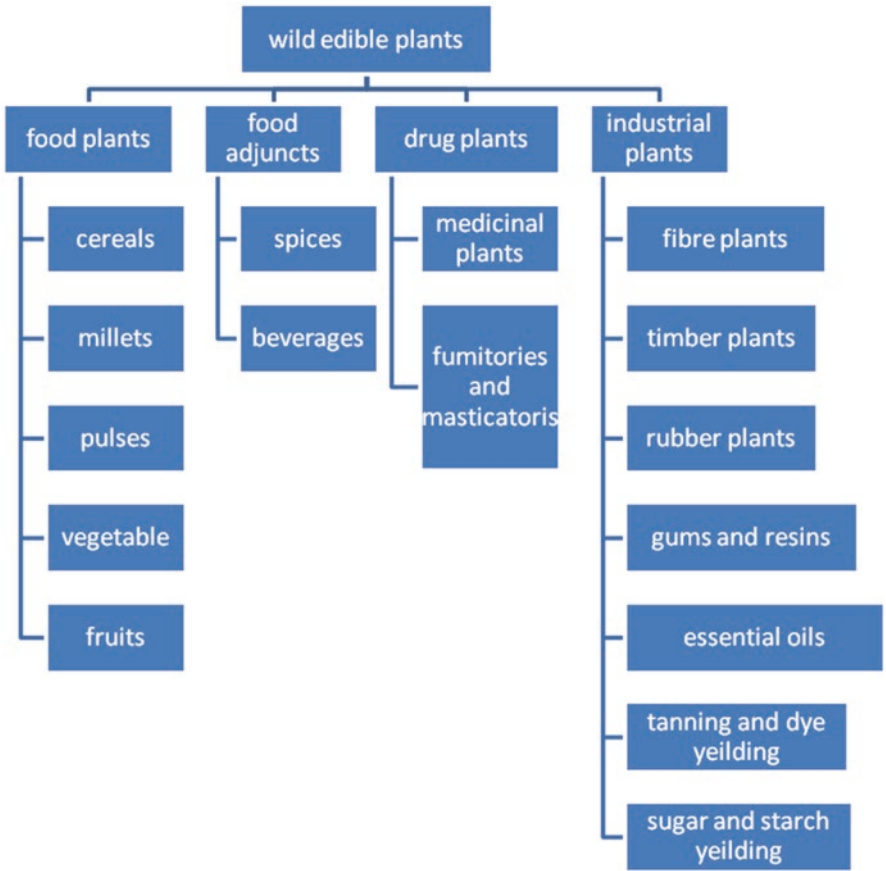 wild edible plants
food plants
food
adjuncts
drug plants
industrial
plants
cereals
millets
pulses
vegetable
fruits
spices
beverages
medicinal
plants
fumitories
and
masticatoris
fibre plants
timber plants
rubber plants
gums and resins
essential oils
tanning and dye
yeilding
sugar and starch
yeilding